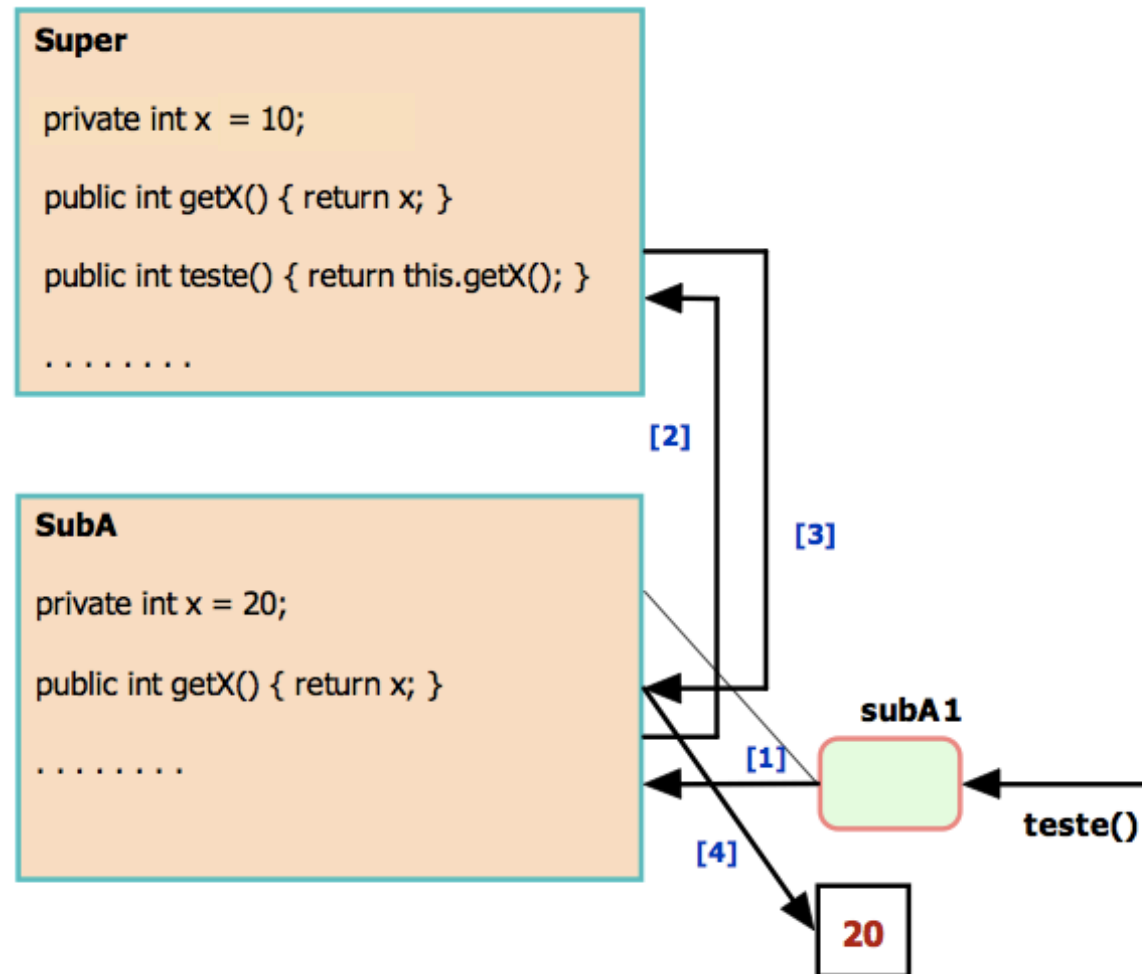 Super
private int x = 10;
public int getX() { return x; }
public int teste() { return this.getX(); }
. . . . . . . .
[2]
[3]
SubA
private int x = 20;
public int getX() { return x; }
. . . . . . . .
subA1
[1]
teste()
[4]
20